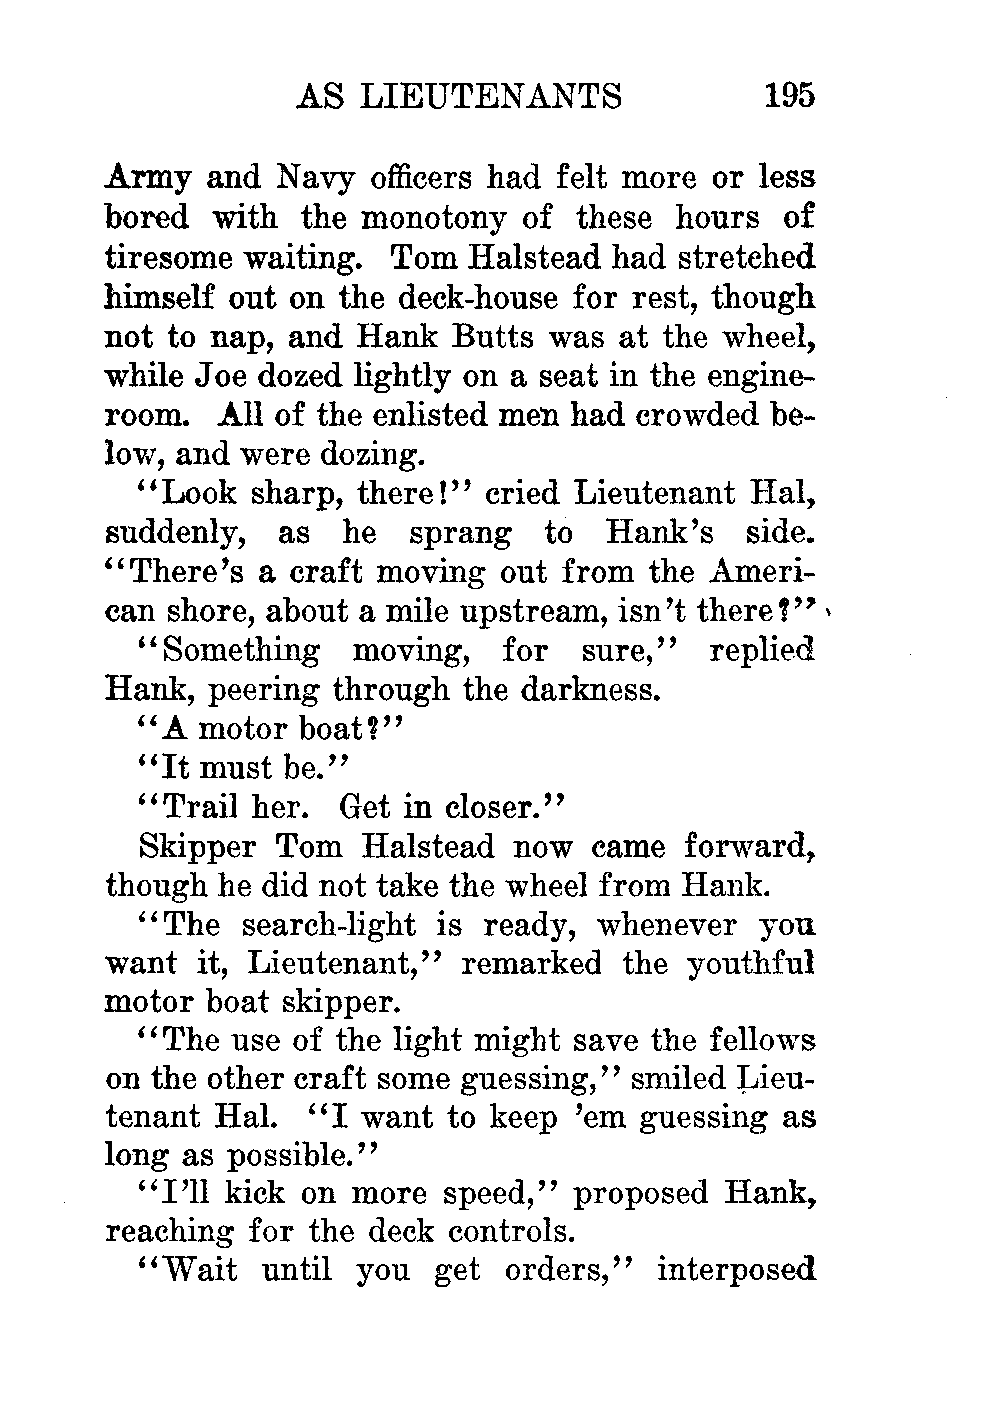 AS LIEUTENANTS 195
Army and Navy officers had felt more or less
bored with the monotony of these hours of
tiresome waiting. Tom Halstead had stretched
himself out on the deck-house for rest, though
not to nap, and Hank Butts was at the wheel,
while Joe dozed lightly on a seat in the engine-
room. All of the enlisted men had crowded be-
low, and were dozing.
“Look sharp, there!” cried Lieutenant Hal,
suddenly, as he sprang to Hank’s side.
“There’s a craft moving out from the Ameri-
can shore, about a mile upstream, isn’t there?”
“Something moving, for sure,” replied
Hank, peering through the darkness.
“A motor boat?”
“It must be.”
“Trail her. Get in closer.”
Skipper Tom Halstead now came forward,
though he did not take the wheel from Hank.
“The search-light is ready, whenever you
want it, Lieutenant,” remarked the youthful
motor boat skipper.
“The use of the light might save the fellows
on the other craft some guessing,” smiled Lieu-
tenant Hal. “I want to keep ’em guessing as
long as possible.”
“I’ll kick on more speed,” proposed Hank,
reaching for the deck controls.
“Wait until you get orders,” interposed